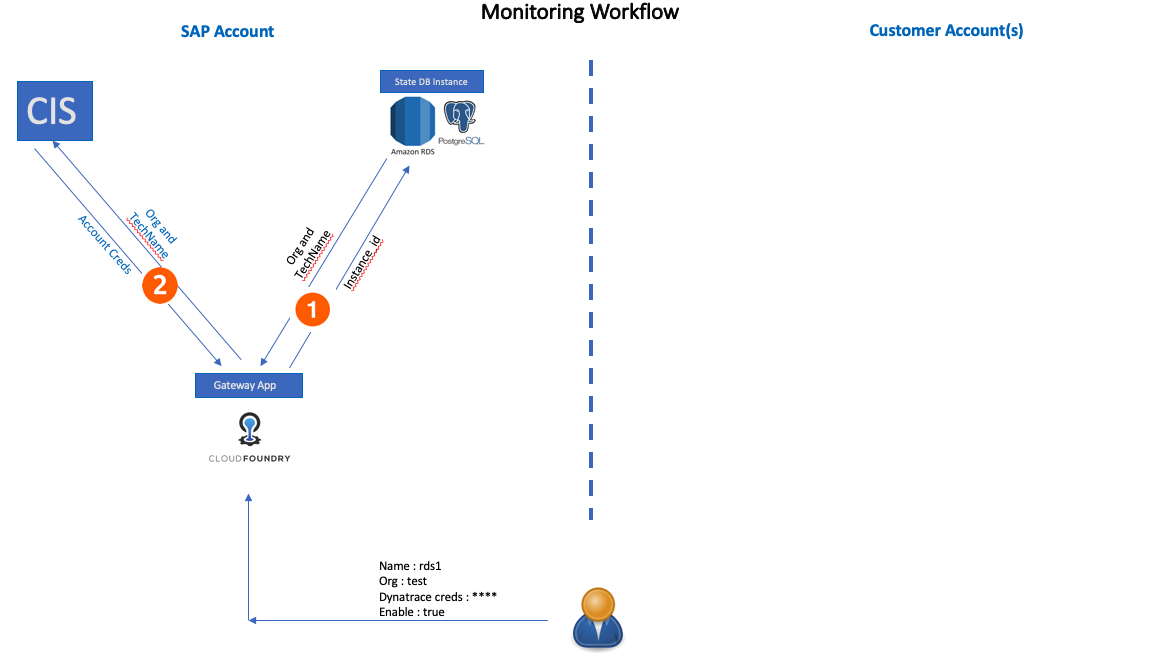 Monitoring Workflow
SAP Account
Customer Account(s)
CIS
State DB Instance
Amazon RDS
PostgreSQL
Org and
TechName
Account Creds
2
Org and
TechName
Instance_id
1
Gateway App
CLOUDFOUNDRY
Name : rds1
Org : test
Dynatrace creds : ****
Enable : true